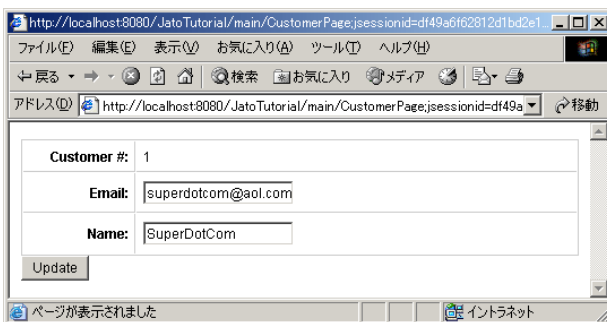 http://localhost:8080/JatoTutorial/main/CustomerPage;jsessionid=df49a6f62812d1bd2e1...
ファイル(F) 編集(E) 表示(V) お気に入り(A) ツール(T) ヘルプ(H)
戻る 検索 お気に入り メディア
アドレス(D) http://localhost:8080/JatoTutorial/main/CustomerPage;jsessionid=df49a 移動
Customer #: 1
Email: superdotcom@aol.com
Name: SuperDotCom
Update
ページが表示されました イントラネット